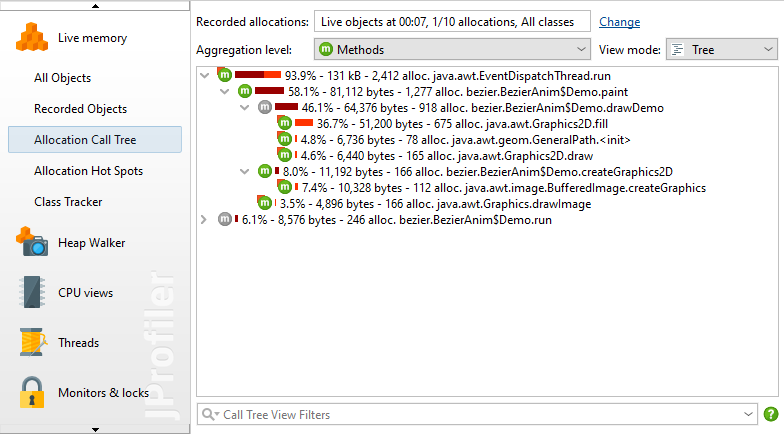 Live memory
All Objects
Recorded Objects
Allocation Call Tree
Allocation Hot Spots
Class Tracker
Heap Walker
CPU views
Threads
Monitors & locks
JProfiler
Recorded allocations: Live objects at 00:07, 1/10 allocations, All classes Change
Aggregation level: m Methods View mode: Tree
m 93.9% - 131 kB - 2,412 alloc. java.awt.EventDispatchThread.run
m 58.1% - 81,112 bytes - 1,277 alloc. bezier.BezierAnim$Demo.paint
m 46.1% - 64,376 bytes - 918 alloc. bezier.BezierAnim$Demo.drawDemo
m 36.7% - 51,200 bytes - 675 alloc. java.awt.Graphics2D.fill
m 4.8% - 6,736 bytes - 78 alloc. java.awt.geom.GeneralPath.<init>
m 4.6% - 6,440 bytes - 165 alloc. java.awt.Graphics2D.draw
m 8.0% - 11,192 bytes - 166 alloc. bezier.BezierAnim$Demo.createGraphics2D
m 7.4% - 10,328 bytes - 112 alloc. java.awt.image.BufferedImage.createGraphics
m 3.5% - 4,896 bytes - 166 alloc. java.awt.Graphics.drawImage
m 6.1% - 8,576 bytes - 246 alloc. bezier.BezierAnim$Demo.run
Call Tree View Filters ?